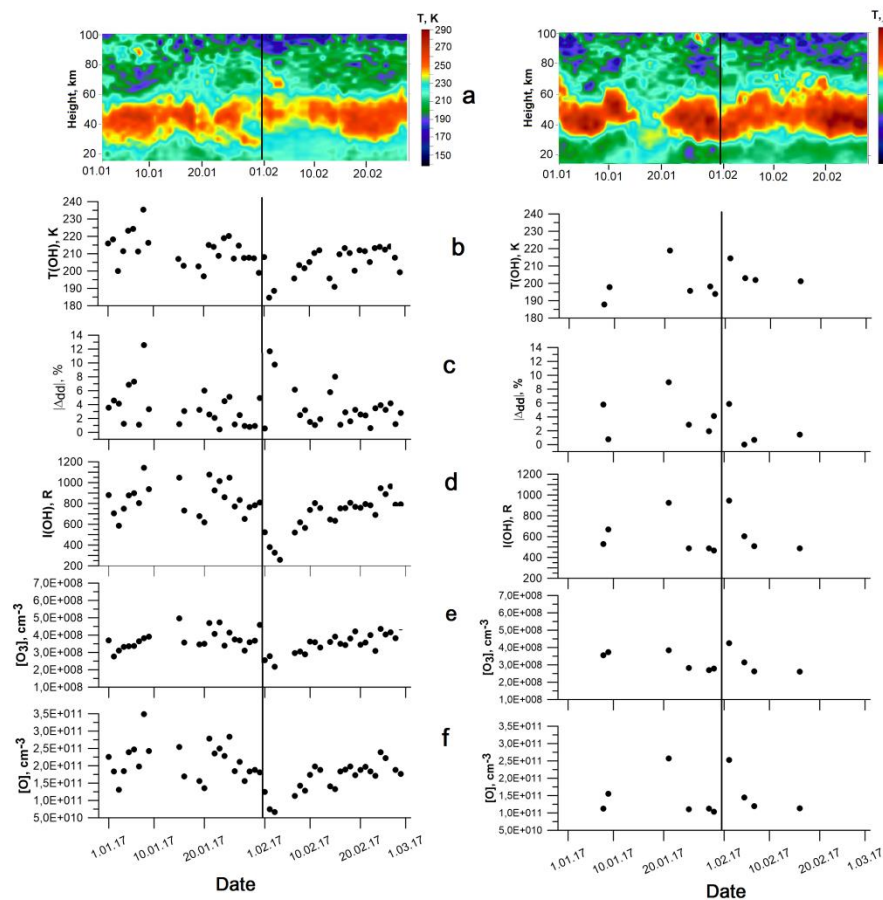 T, K
290
270
250
230
210
190
170
150
T,
100
80
60
40
20
Height, km
01.01 10.01 20.01 01.02 10.02 20.02
a
100
80
60
40
20
Height, km
01.01 10.01 20.01 01.02 10.02 20.02 1.03
240
230
220
210
200
190
180
T(OH), K
b
240
230
220
210
200
190
180
T(OH), K
14
12
10
8
6
4
2
0
|Δdd|, %
c
14
12
10
8
6
4
2
0
|Δdd|, %
1200
1000
800
600
400
200
I(OH), R
d
1200
1000
800
600
400
200
I(OH), R
7,0E+008
6,0E+008
5,0E+008
4,0E+008
3,0E+008
2,0E+008
1,0E+008
[O₃], cm⁻³
e
7,0E+008
6,0E+008
5,0E+008
4,0E+008
3,0E+008
2,0E+008
1,0E+008
[O₃], cm⁻³
3,5E+011
3,0E+011
2,5E+011
2,0E+011
1,5E+011
1,0E+011
5,0E+010
[O], cm⁻³
f
3,5E+011
3,0E+011
2,5E+011
2,0E+011
1,5E+011
1,0E+011
5,0E+010
[O], cm⁻³
1.01.17 10.01.17 20.01.17 1.02.17 10.02.17 20.02.17 1.03.17
Date
1.01.17 10.01.17 20.01.17 1.02.17 10.02.17 20.02.17 1.03.17
Date